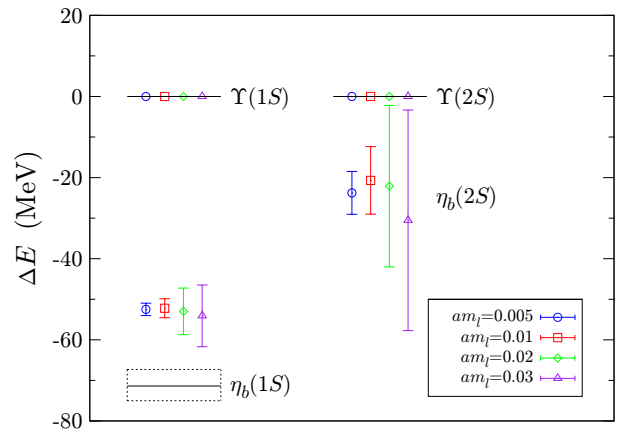 0
-20
-40
-60
-80
ΔE (MeV)
Υ(1S)
Υ(2S)
η_b(2S)
η_b(1S)
am_l=0.005
am_l=0.01
am_l=0.02
am_l=0.03